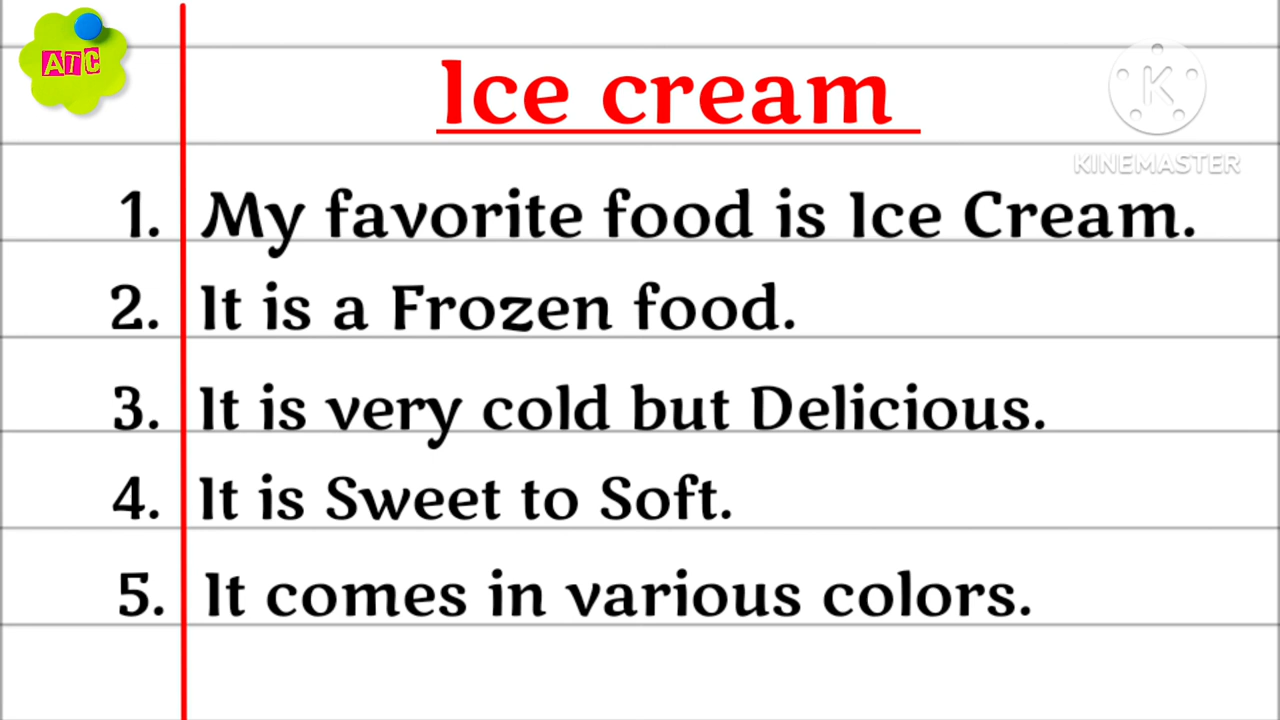 ATC
Ice cream
K
KINEMASTER
1. My favorite food is Ice Cream.
2. It is a Frozen food.
3. It is very cold but Delicious.
4. It is Sweet to Soft.
5. It comes in various colors.